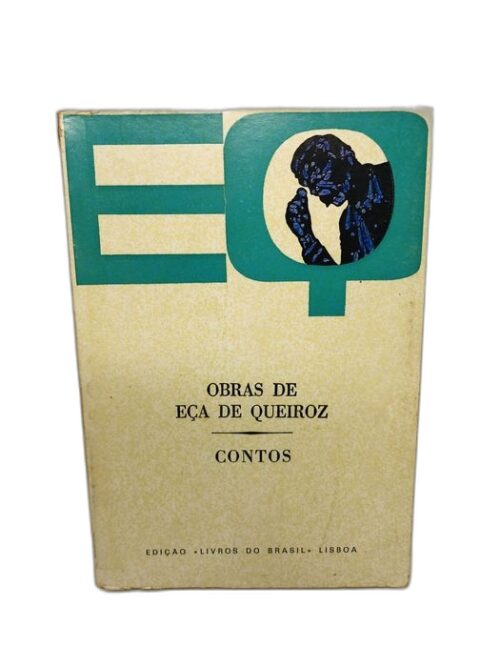 EQ
OBRAS DE
EÇA DE QUEIROZ
CONTOS
EDIÇÃO «LIVROS DO BRASIL» LISBOA